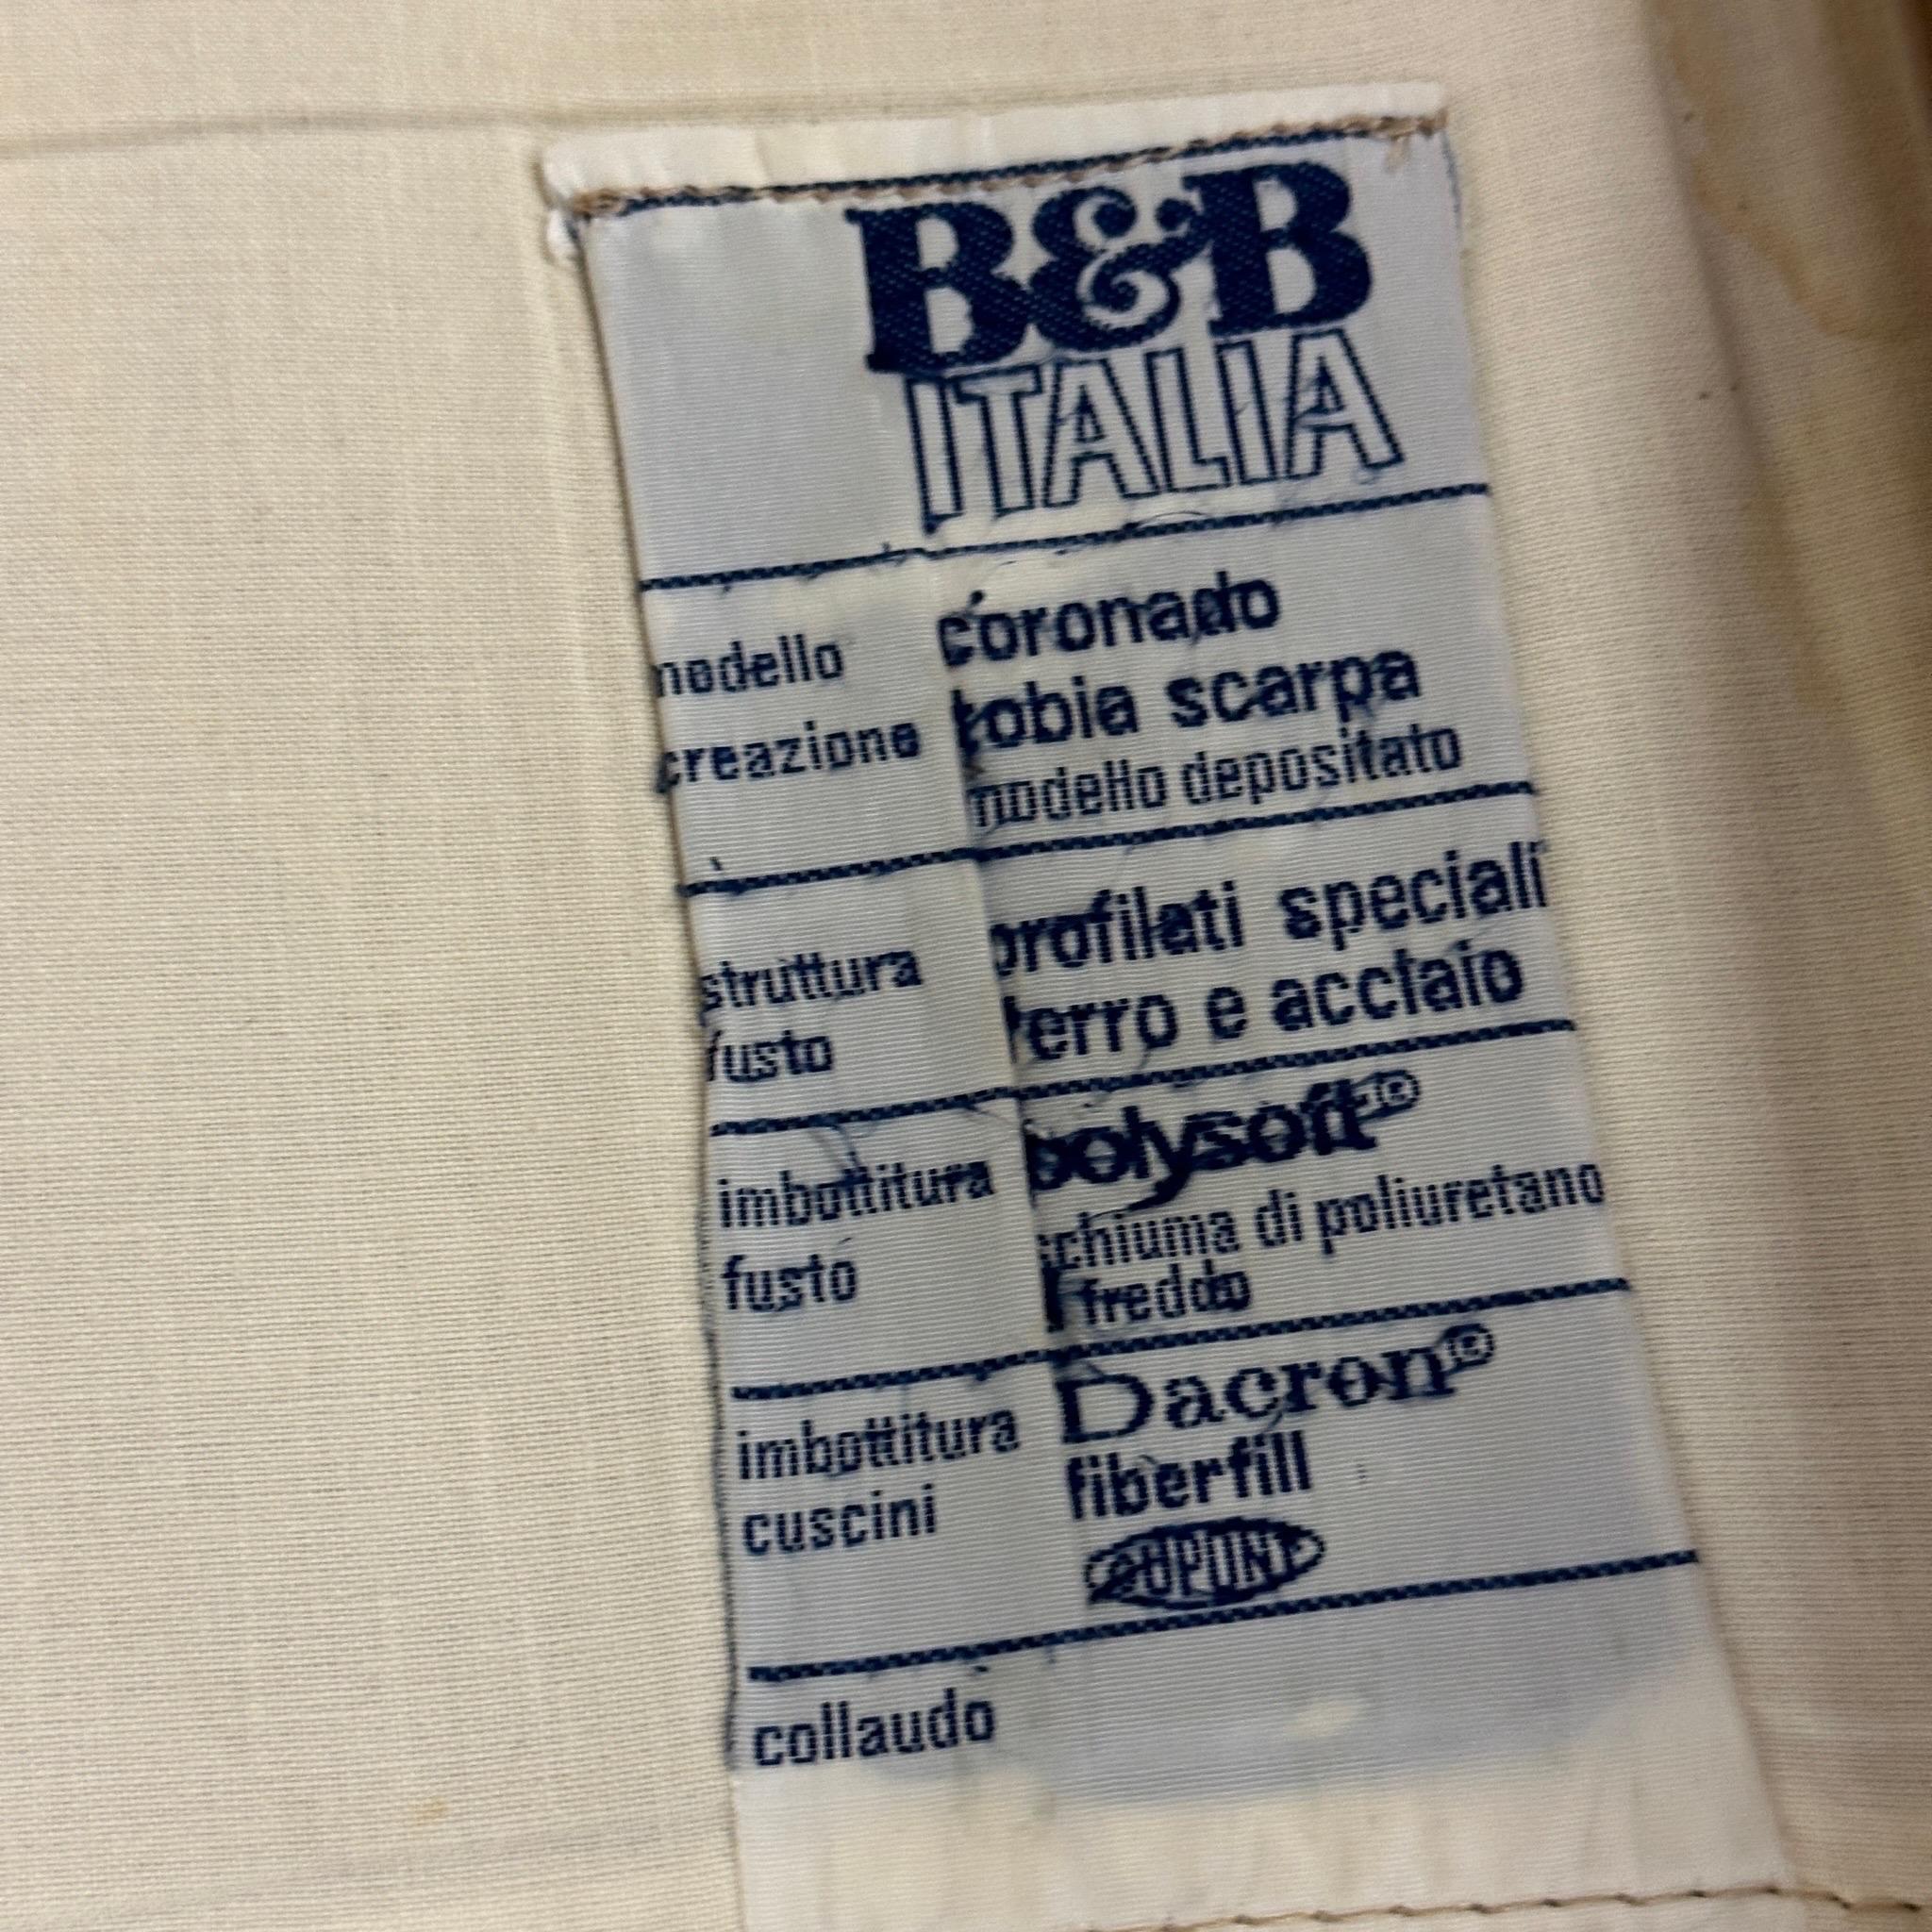 B&B
ITALIA
modello coronado
creazione tobia scarpa
modello depositato
struttura profilati speciali
fusto ferro e acciaio
imbottitura polysoft®
fusto schiuma di poliuretano
freddo
imbottitura Dacron®
cuscini fiberfill
DUPONT
collaudo